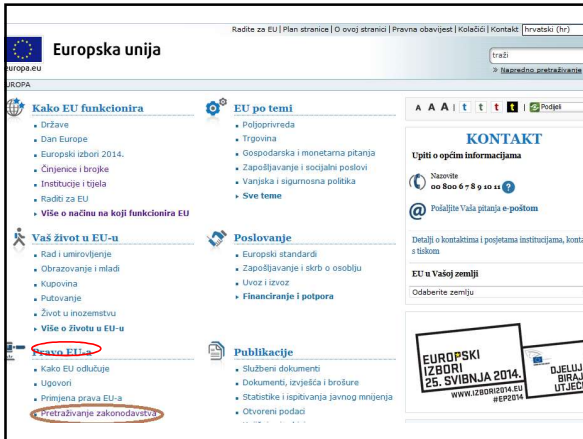 Radite za EU | Plan stranice | O ovoj stranici | Pravna obavijest | Kolačići | Kontakt hrvatski (hr)
Europska unija
europa.eu
traži
» Napredno pretraživanje
EUROPA
Kako EU funkcionira
Države
Dan Europe
Europski izbori 2014.
Činjenice i brojke
Institucije i tijela
Raditi za EU
Više o načinu na koji funkcionira EU
EU po temi
Poljoprivreda
Trgovina
Gospodarska i monetarna pitanja
Zapošljavanje i socijalni poslovi
Vanjska i sigurnosna politika
Sve teme
A A A | t t t t | Podijeli
KONTAKT
Upiti o općim informacijama
Nazovite
00 800 6 7 8 9 10 11 ?
@ Pošaljite Vaša pitanja e-poštom
Detalji o kontaktima i posjetama institucijama, konta
s tiskom
EU u Vašoj zemlji
Odaberite zemlju
Vaš život u EU-u
Rad i umirovljenje
Obrazovanje i mladi
Kupovina
Putovanje
Život u inozemstvu
Više o životu u EU-u
Poslovanje
Europski standardi
Zapošljavanje i skrb o osoblju
Uvoz i izvoz
Financiranje i potpora
Pravo EU-a
Kako EU odlučuje
Ugovori
Primjena prava EU-a
Pretraživanje zakonodavstva
Publikacije
Službeni dokumenti
Dokumenti, izvješća i brošure
Statistike i ispitivanja javnog mnijenja
Otvoreni podaci
EUROPSKI
IZBORI
25. SVIBNJA 2014.
WWW.IZBORI2014.EU
#EP2014
DJELUJ
BIRAJ
UTJEČ